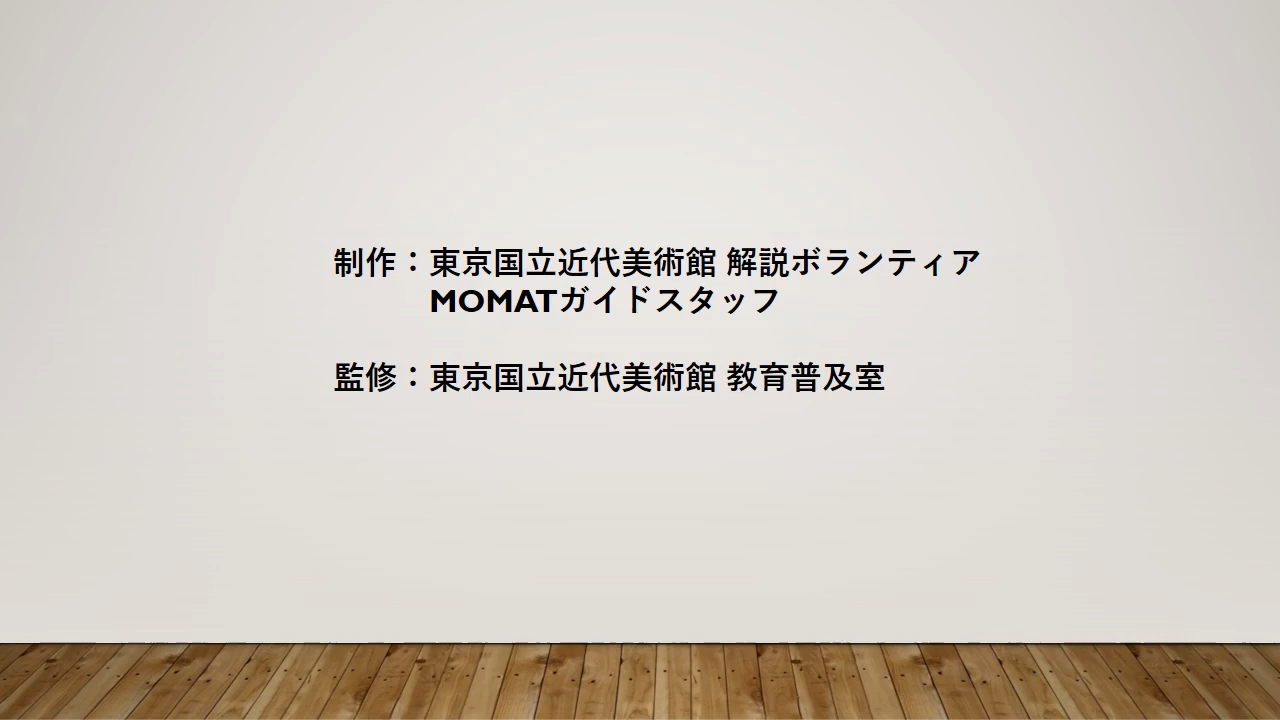 制作：東京国立近代美術館 解説ボランティア
MOMATガイドスタッフ
監修：東京国立近代美術館 教育普及室